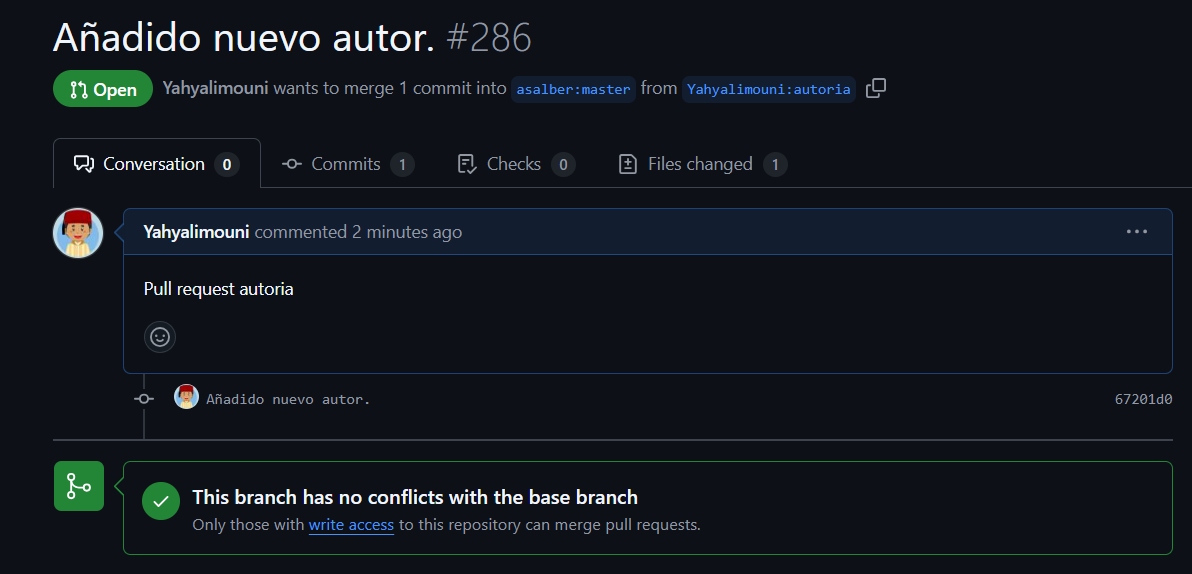 Añadido nuevo autor. #286
Open Yahyalimouni wants to merge 1 commit into asalber:master from Yahyalimouni:autoria
Conversation 0 Commits 1 Checks 0 Files changed 1
Yahyalimouni commented 2 minutes ago
Pull request autoria
Añadido nuevo autor. 67201d0
This branch has no conflicts with the base branch
Only those with write access to this repository can merge pull requests.